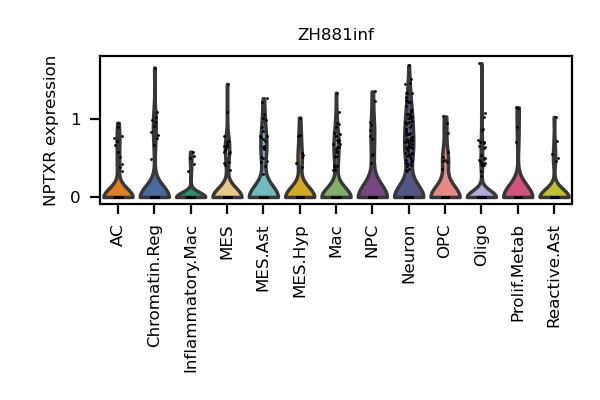 ZH881inf
NPTXR expression
1
0
AC
Chromatin.Reg
Inflammatory.Mac
MES
MES.Ast
MES.Hyp
Mac
NPC
Neuron
OPC
Oligo
Prolif.Metab
Reactive.Ast